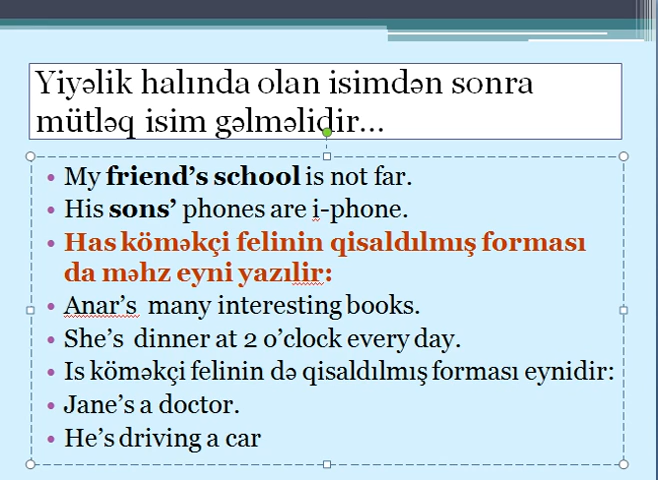 Yiyəlik halında olan isimdən sonra
mütləq isim gəlməlidir...
• My friend's school is not far.
• His sons' phones are i-phone.
• Has köməkçi felinin qisaldılmış forması
da məhz eyni yazılir:
• Anar's many interesting books.
• She's dinner at 2 o'clock every day.
• Is köməkçi felinin də qisaldılmış forması eynidir:
• Jane's a doctor.
• He's driving a car